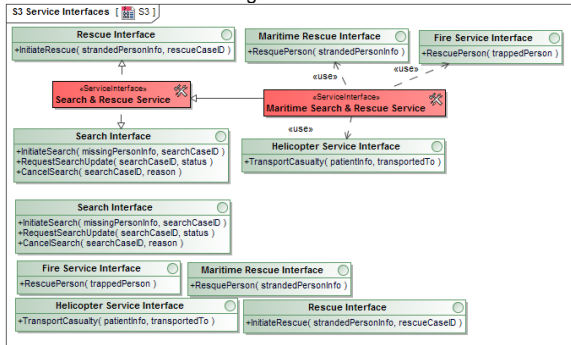 S3 Service Interfaces [ S3 ]
Rescue Interface
+InitiateRescue( strandedPersonInfo, rescueCaseID )
Maritime Rescue Interface
+ResquePerson( strandedPersonInfo )
Fire Service Interface
+RescuePerson( trappedPerson )
«use»
«use»
«ServiceInterface»
Search & Rescue Service
«ServiceInterface»
Maritime Search & Rescue Service
«use»
Search Interface
+InitiateSearch( missingPersonInfo, searchCaseID )
+RequestSearchUpdate( searchCaseID, status )
+CancelSearch( searchCaseID, reason )
Helicopter Service Interface
+TransportCasualty( patientInfo, transportedTo )
Search Interface
+InitiateSearch( missingPersonInfo, searchCaseID )
+RequestSearchUpdate( searchCaseID, status )
+CancelSearch( searchCaseID, reason )
Fire Service Interface
+RescuePerson( trappedPerson )
Maritime Rescue Interface
+ResquePerson( strandedPersonInfo )
Helicopter Service Interface
+TransportCasualty( patientInfo, transportedTo )
Rescue Interface
+InitiateRescue( strandedPersonInfo, rescueCaseID )